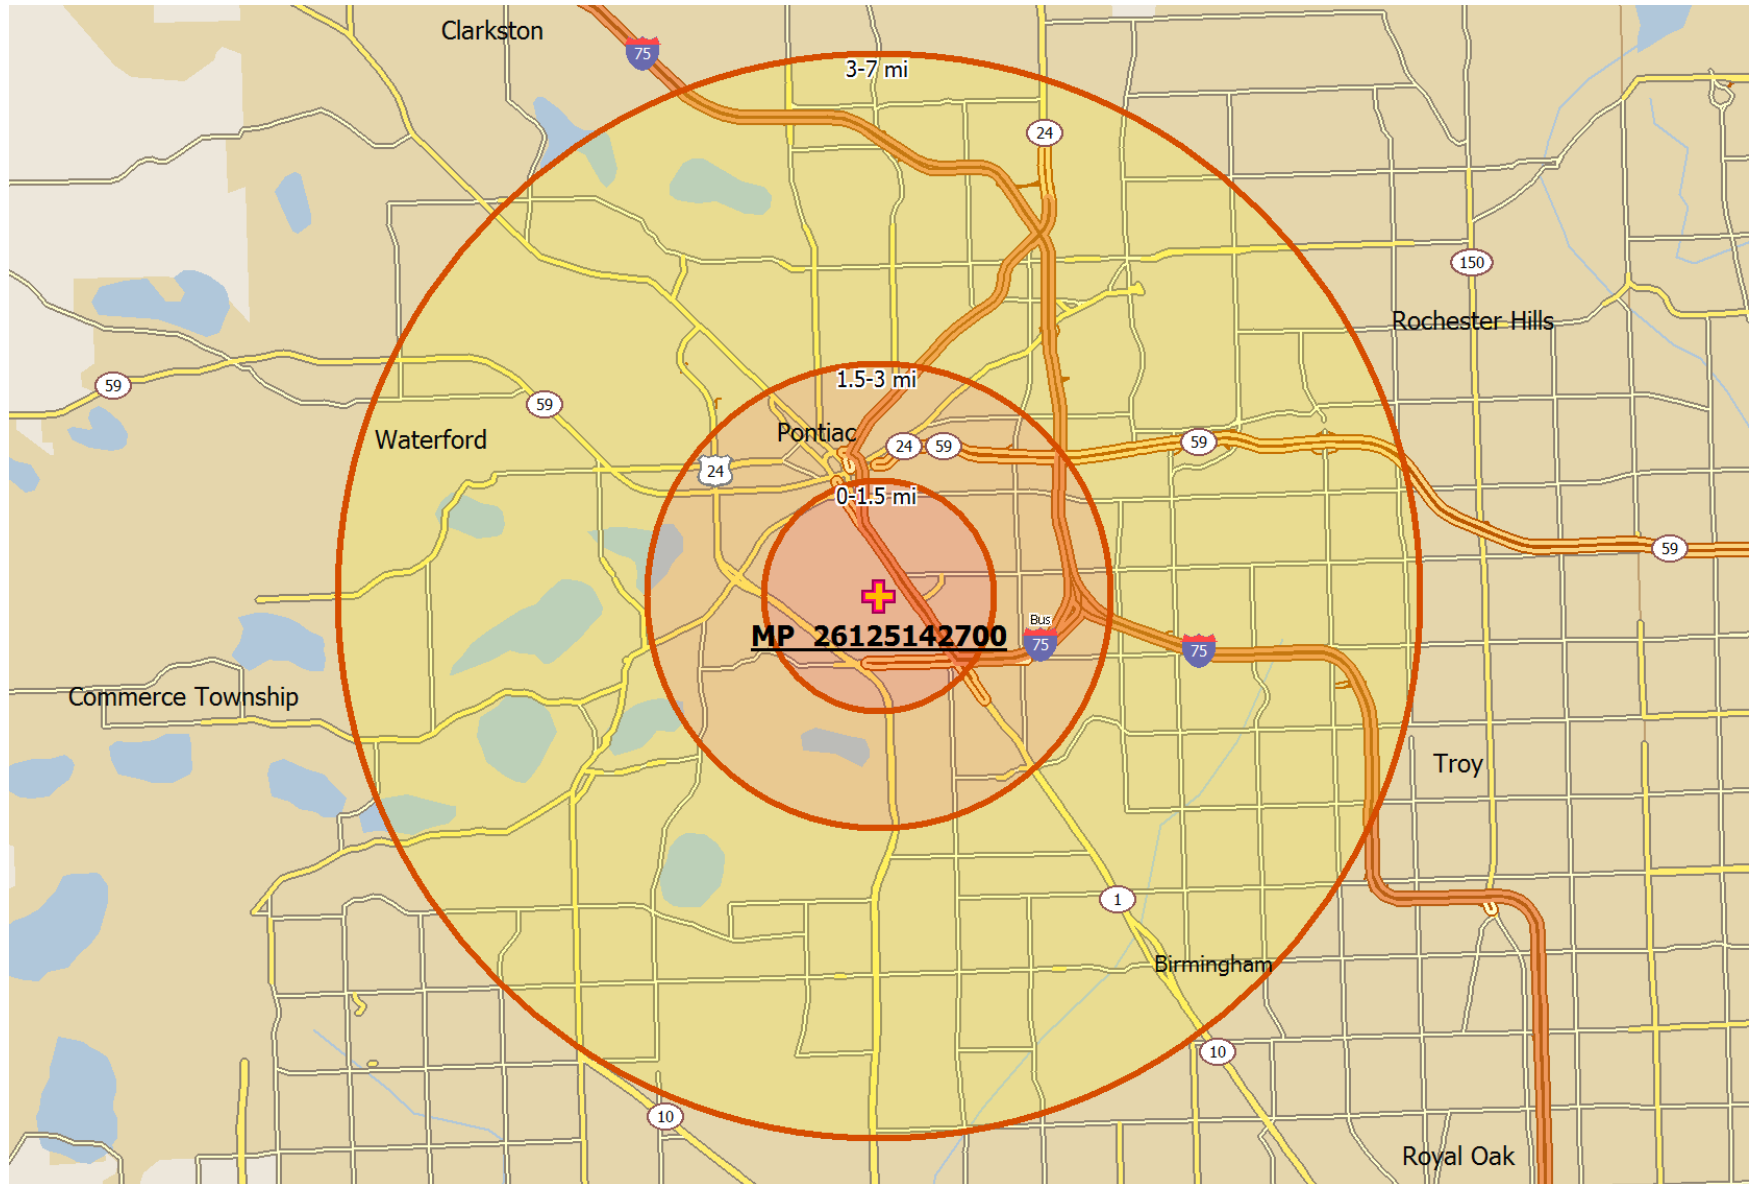 Clarkston
75
3-7 mi
24
150
Rochester Hills
59
59
1.5-3 mi
Pontiac
24
59
59
Waterford
24
0-1.5 mi
59
MP 26125142700
Bus
75
75
Commerce Township
Troy
1
Birmingham
10
10
Royal Oak